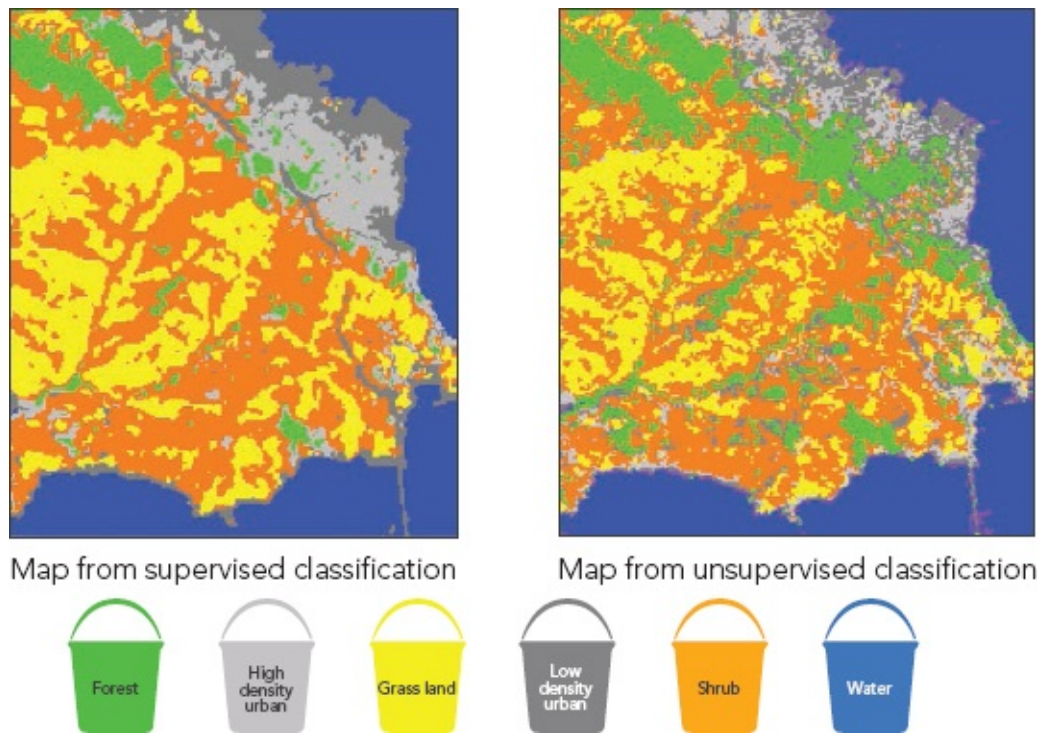 Map from supervised classification
Map from unsupervised classification
Forest
High
density
urban
Grass land
Low
density
urban
Shrub
Water